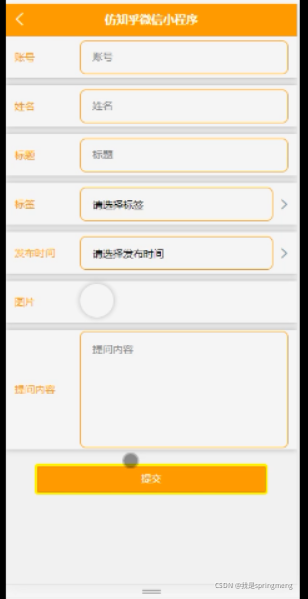 仿知乎微信小程序
账号 账号
姓名 姓名
标题 标题
标签 请选择标签
发布时间 请选择发布时间
图片
提问内容 提问内容
提交
CSDN @我是springmeng